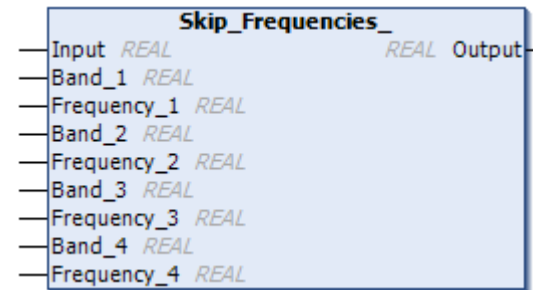 Skip_Frequencies_
Input REAL REAL Output
Band_1 REAL
Frequency_1 REAL
Band_2 REAL
Frequency_2 REAL
Band_3 REAL
Frequency_3 REAL
Band_4 REAL
Frequency_4 REAL